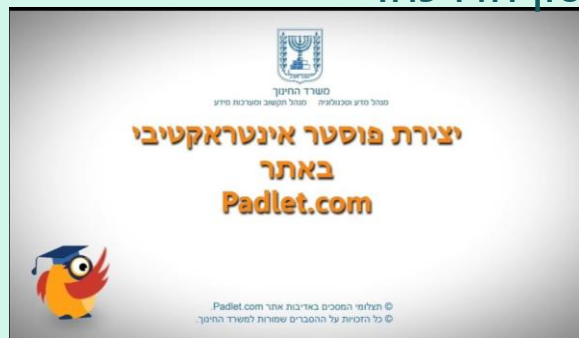 משרד החינוך
מנהל מדע וטכנולוגיה    מנהל תקשוב ומערכות מידע
יצירת פוסטר אינטראקטיבי
באתר
Padlet.com
© תצלומי המסכים באדיבות אתר Padlet.com.
© כל הזכויות על ההסברים שמורות למשרד החינוך.